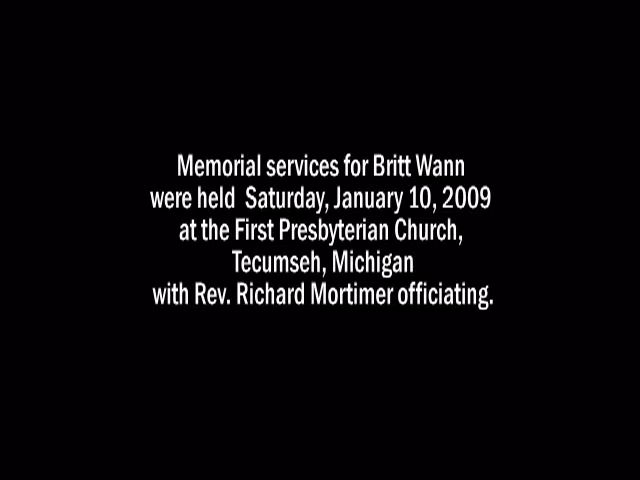 Memorial services for Britt Wann
were held  Saturday, January 10, 2009
at the First Presbyterian Church,
Tecumseh, Michigan
with Rev. Richard Mortimer officiating.